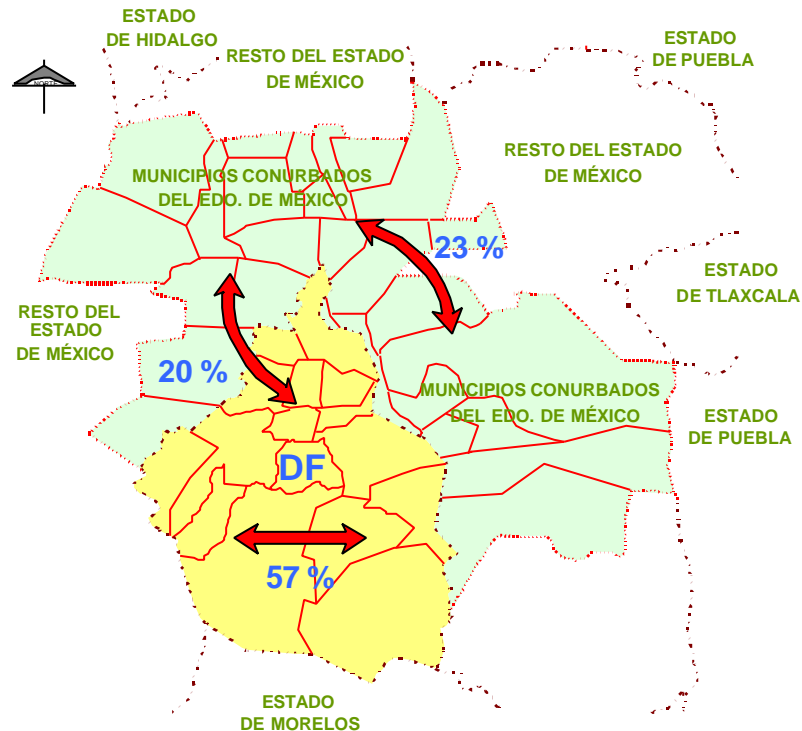 ESTADO
DE HIDALGO
RESTO DEL ESTADO
DE MÉXICO
ESTADO
DE PUEBLA
NORTE
RESTO DEL ESTADO
DE MÉXICO
MUNICIPIOS CONURBADOS
DEL EDO. DE MÉXICO
23 %
ESTADO
DE TLAXCALA
RESTO DEL
ESTADO
DE MÉXICO
20 %
MUNICIPIOS CONURBADOS
DEL EDO. DE MÉXICO
ESTADO
DE PUEBLA
DF
57 %
ESTADO
DE MORELOS